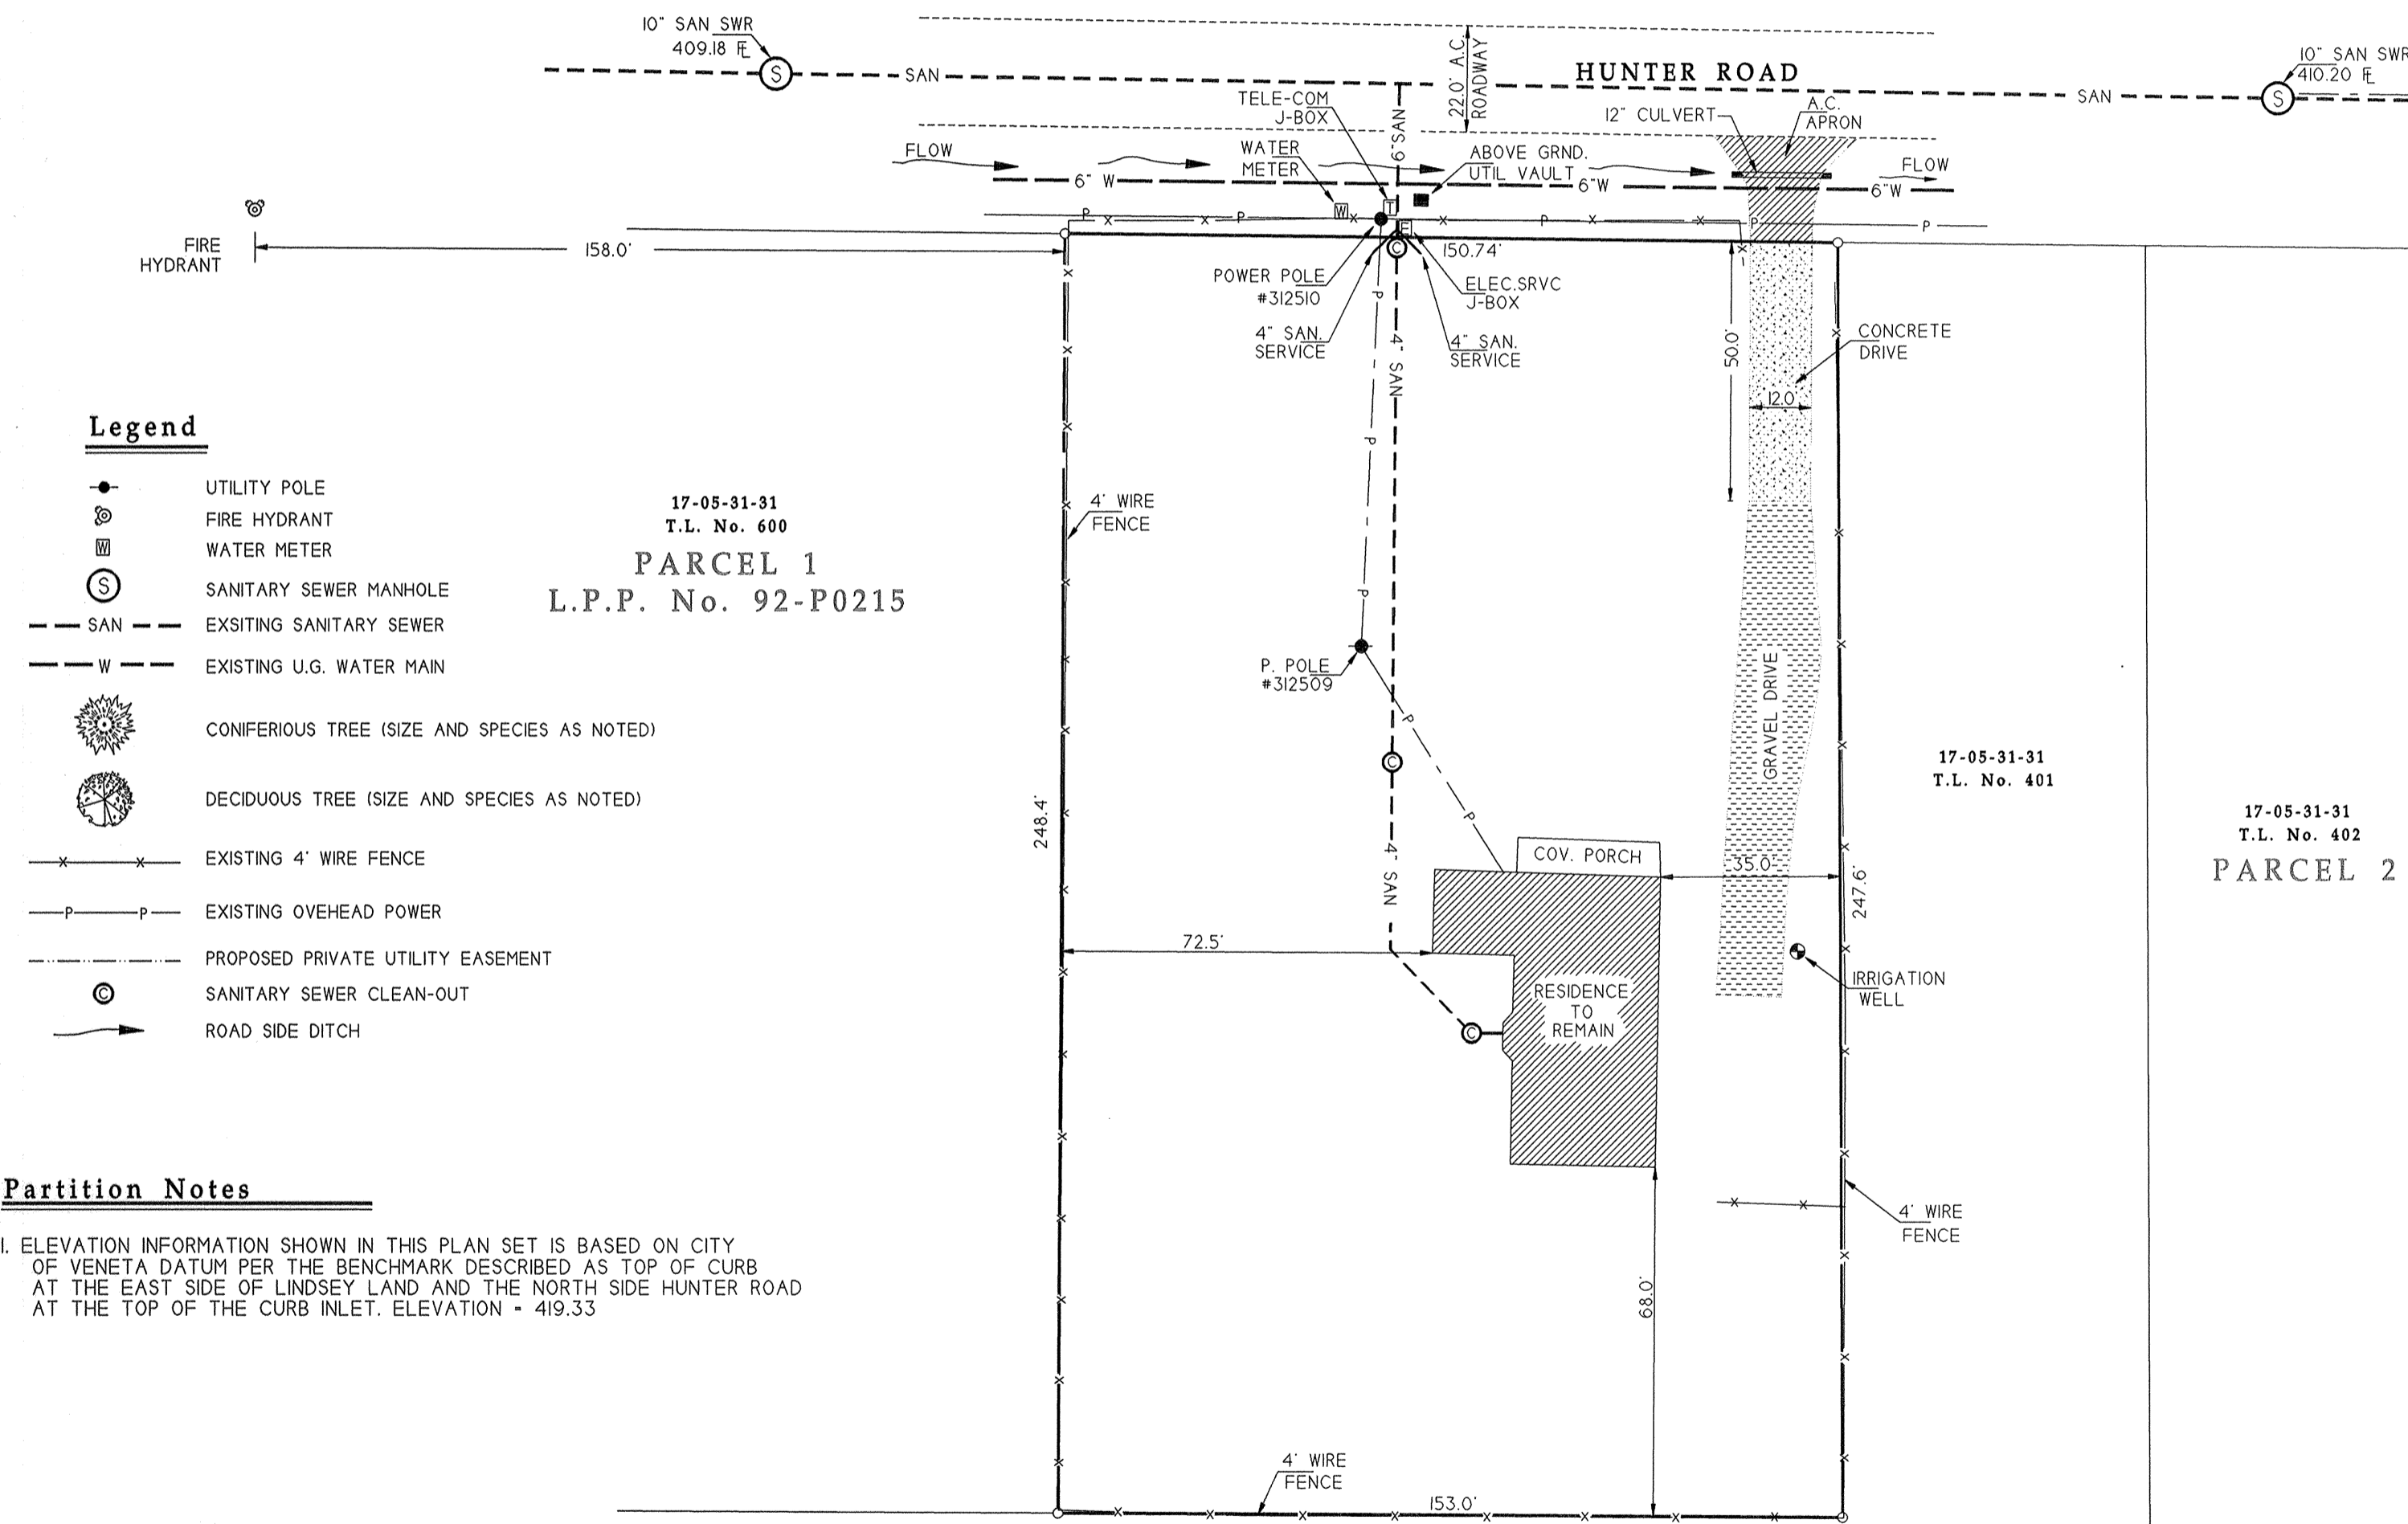 10" SAN SWR
409.18 FL
SAN
22.0' A.C.
ROADWAY
HUNTER ROAD
SAN
10" SAN SWR
410.20 FL
S
S
TELE-COM
J-BOX
6"SAN
12" CULVERT
A.C.
APRON
FLOW
WATER
METER
ABOVE GRND.
UTIL VAULT
FLOW
6" W
6"W
6"W
W
T
E
C
P
P
P
P
P
FIRE
HYDRANT
158.0'
150.74'
POWER POLE
#312510
ELEC.SRVC
J-BOX
4" SAN.
SERVICE
4" SAN.
SERVICE
P
4" SAN
50.0'
CONCRETE
DRIVE
12.0'
P
P
Legend
UTILITY POLE
FIRE HYDRANT
W WATER METER
S SANITARY SEWER MANHOLE
SAN EXSITING SANITARY SEWER
W EXISTING U.G. WATER MAIN
CONIFERIOUS TREE (SIZE AND SPECIES AS NOTED)
DECIDUOUS TREE (SIZE AND SPECIES AS NOTED)
X X EXISTING 4' WIRE FENCE
P P EXISTING OVEHEAD POWER
PROPOSED PRIVATE UTILITY EASEMENT
C SANITARY SEWER CLEAN-OUT
ROAD SIDE DITCH
17-05-31-31
T.L. No. 600
PARCEL 1
L.P.P. No. 92-P0215
4' WIRE
FENCE
P. POLE
#312509
P
C
P
4" SAN
GRAVEL DRIVE
248.4'
COV. PORCH
35.0'
247.6'
72.5'
RESIDENCE
TO
REMAIN
C
IRRIGATION
WELL
17-05-31-31
T.L. No. 401
17-05-31-31
T.L. No. 402
PARCEL 2
4' WIRE
FENCE
68.0'
4' WIRE
FENCE
153.0'
Partition Notes
1. ELEVATION INFORMATION SHOWN IN THIS PLAN SET IS BASED ON CITY
OF VENETA DATUM PER THE BENCHMARK DESCRIBED AS TOP OF CURB
AT THE EAST SIDE OF LINDSEY LAND AND THE NORTH SIDE HUNTER ROAD
AT THE TOP OF THE CURB INLET. ELEVATION = 419.33